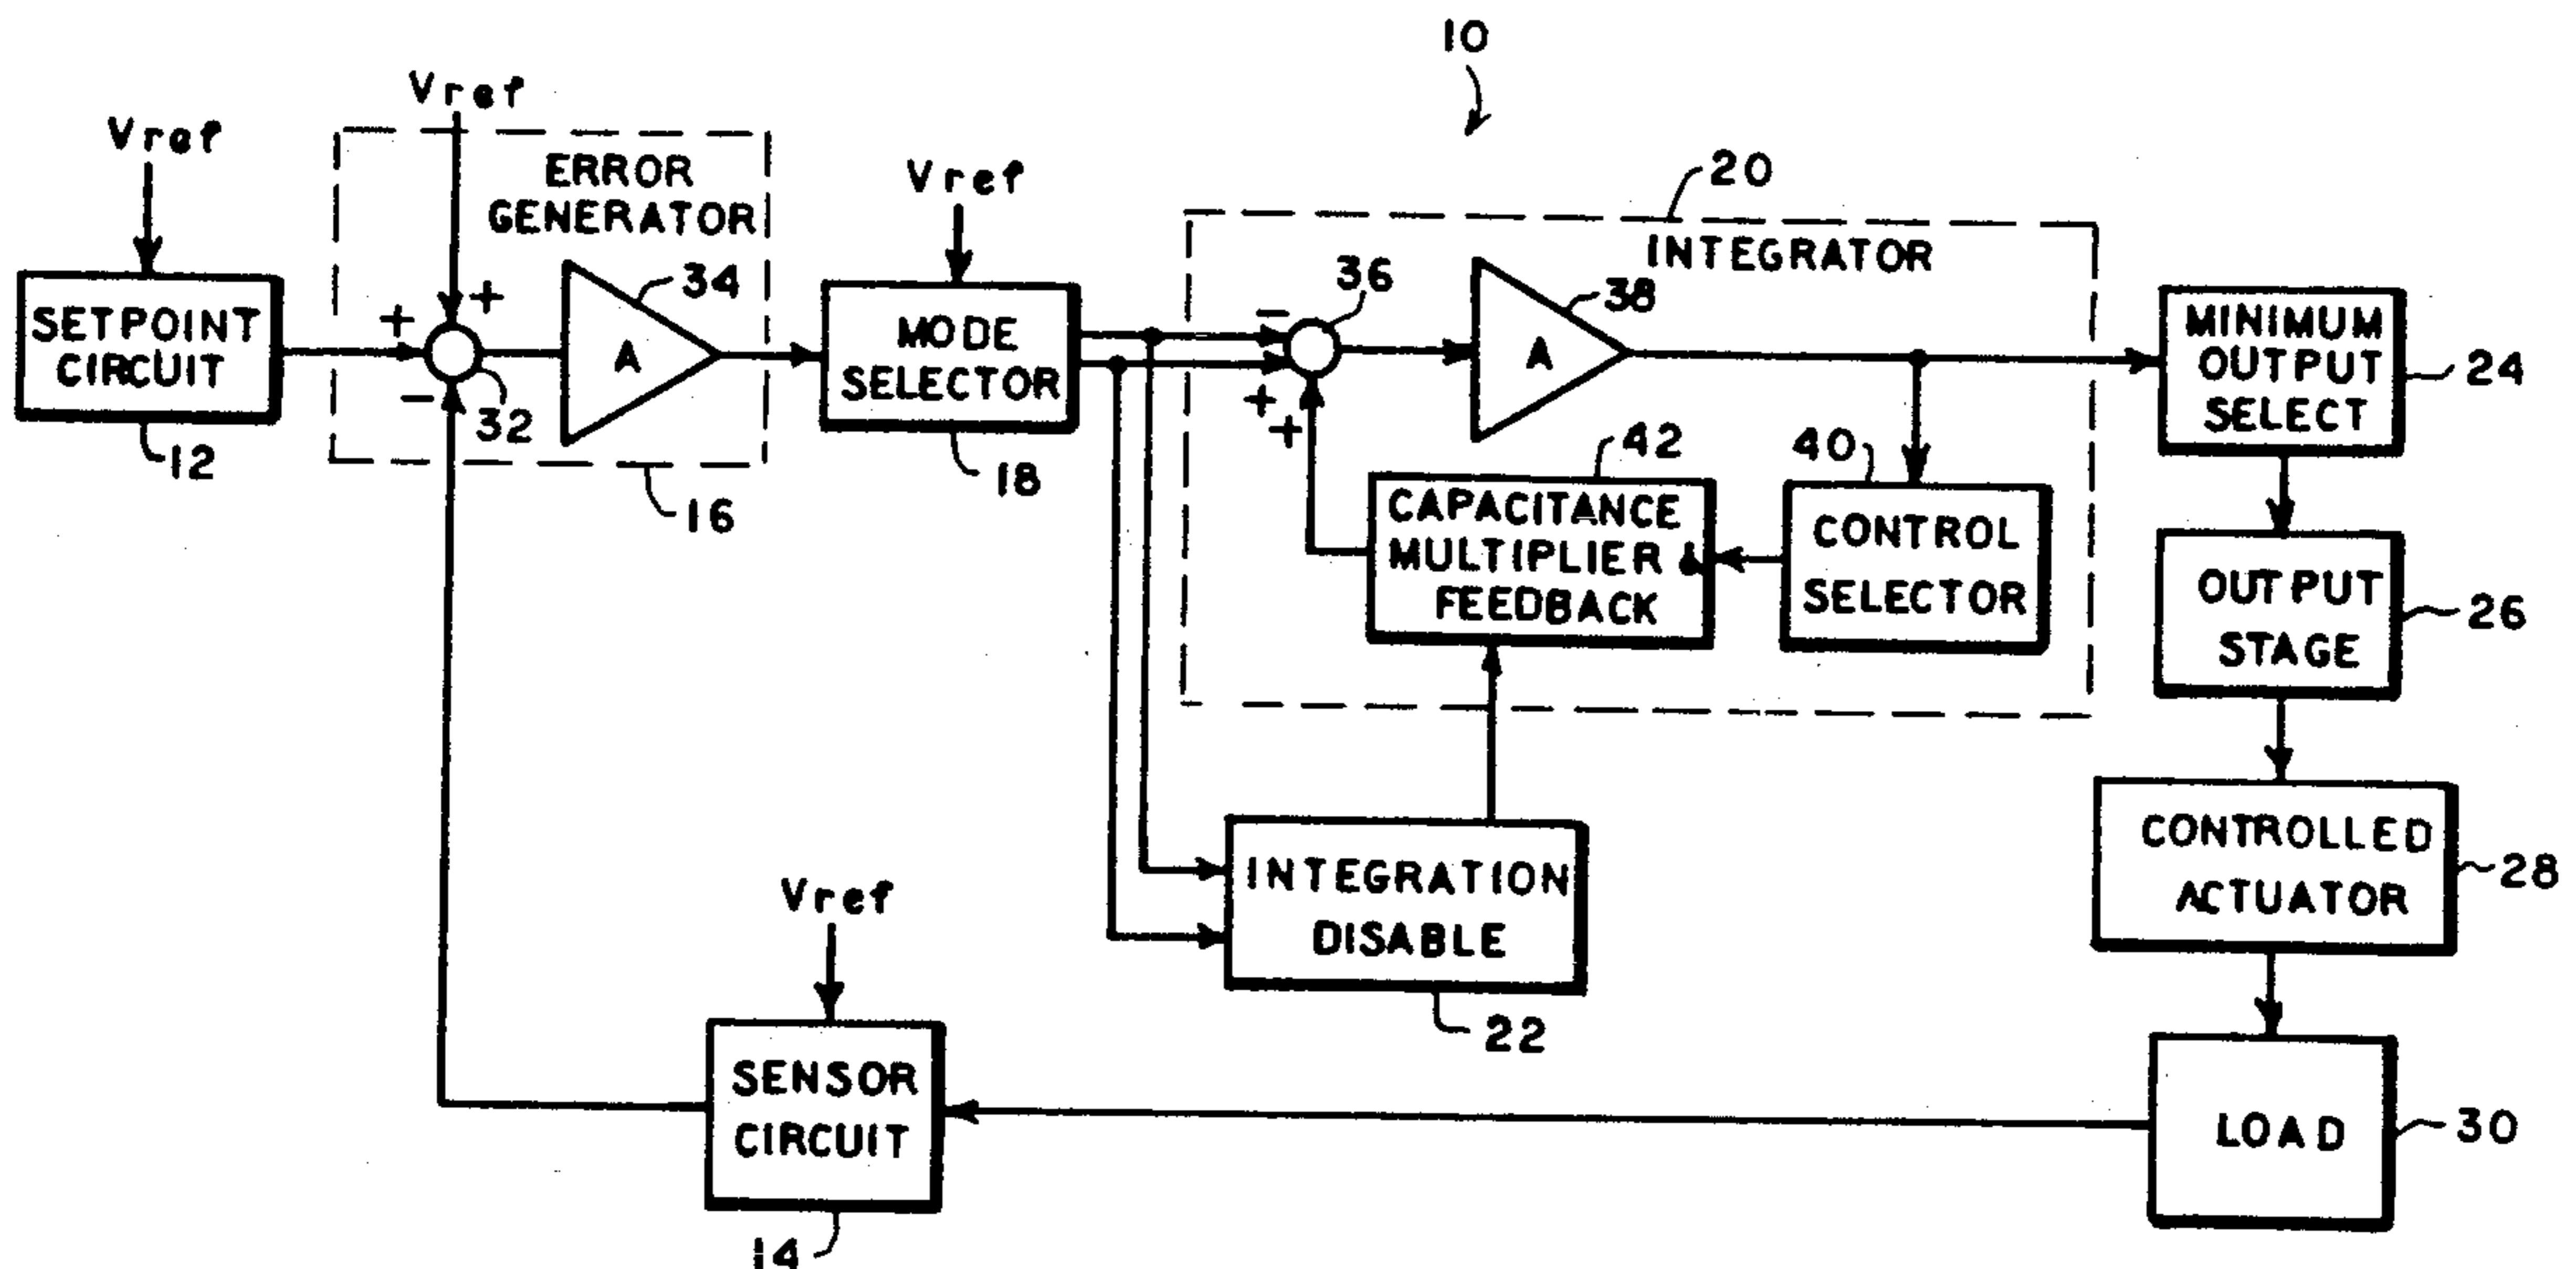 10
Vref
Vref
ERROR
GENERATOR
Vref
20
INTEGRATOR
SETPOINT
CIRCUIT
12
+
+
-
32
A
34
16
MODE
SELECTOR
18
-
+
+
36
A
38
MINIMUM
OUTPUT
SELECT
24
42
CAPACITANCE
MULTIPLIER &
FEEDBACK
40
CONTROL
SELECTOR
OUTPUT
STAGE
26
INTEGRATION
DISABLE
22
CONTROLLED
ACTUATOR
28
Vref
SENSOR
CIRCUIT
14
LOAD
30